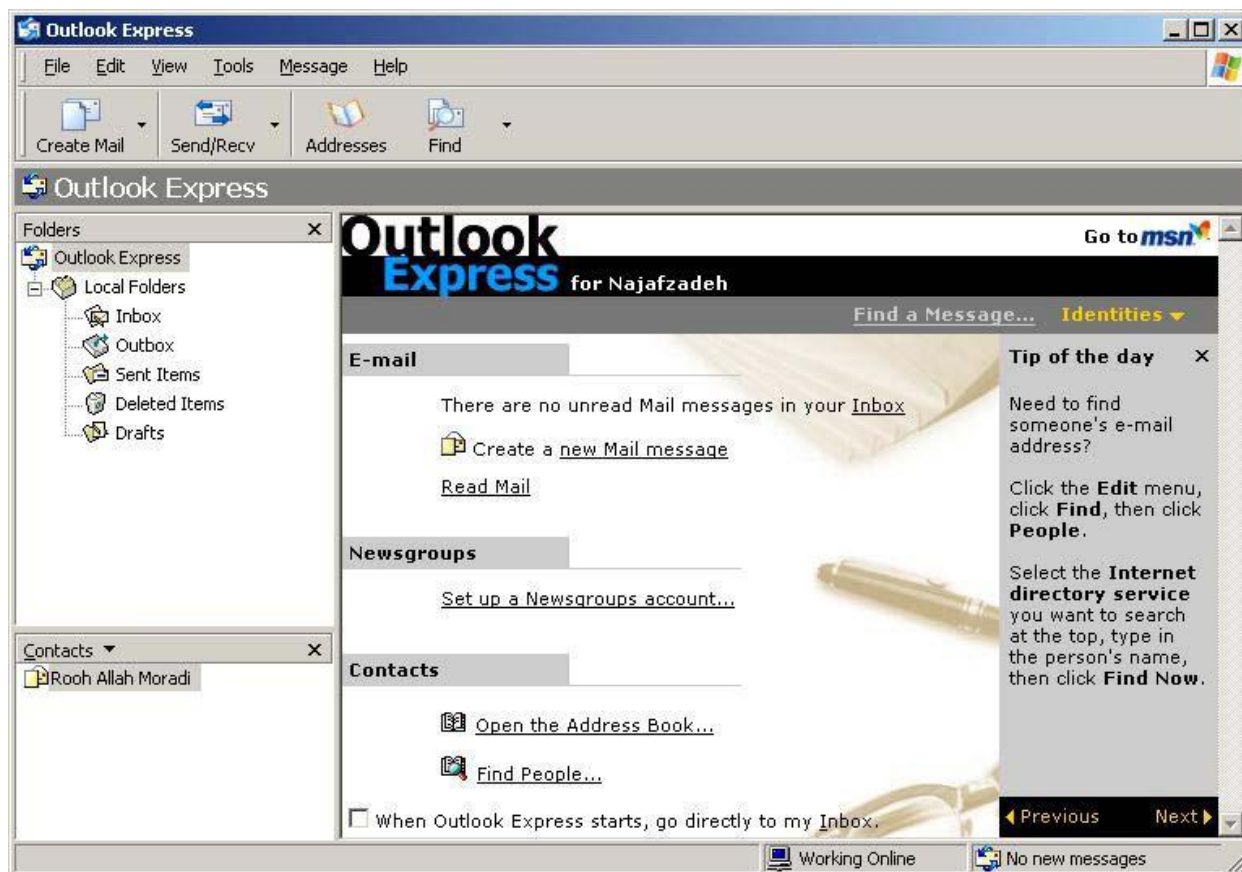 Outlook Express
File Edit View Tools Message Help
Create Mail Send/Recv Addresses Find
Outlook Express
Folders
Outlook Express
Local Folders
Inbox
Outbox
Sent Items
Deleted Items
Drafts
Contacts
Rooh Allah Moradi
Outlook
Express for Najafzadeh
Go to msn
Find a Message... Identities
E-mail
There are no unread Mail messages in your Inbox
Create a new Mail message
Read Mail
Newsgroups
Set up a Newsgroups account...
Contacts
Open the Address Book...
Find People...
When Outlook Express starts, go directly to my Inbox.
Tip of the day
Need to find
someone's e-mail
address?
Click the Edit menu,
click Find, then click
People.
Select the Internet
directory service
you want to search
at the top, type in
the person's name,
then click Find Now.
Previous Next
Working Online No new messages